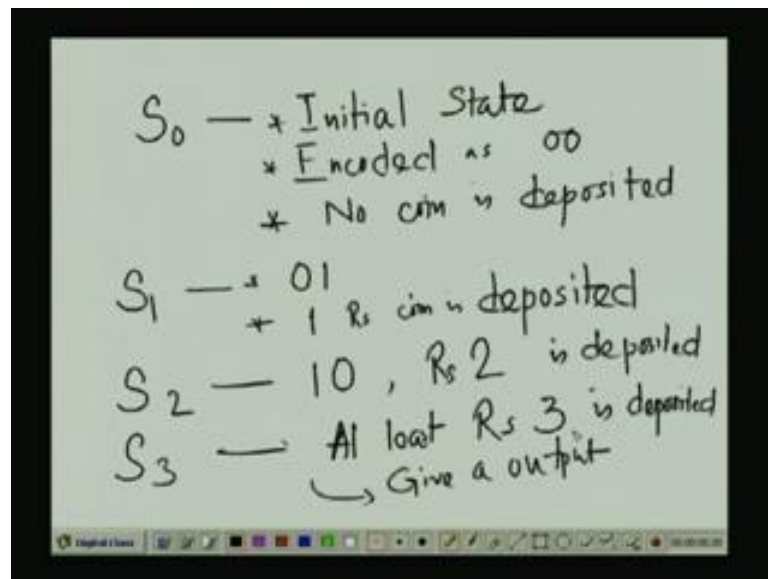 S0 — * Initial State
* Encoded as 00
* No coin is deposited
S1 — * 01
* 1 Rs coin is deposited
S2 — 10, Rs 2 is deposited
S3 — At least Rs 3 is deposited
↳ Give a output